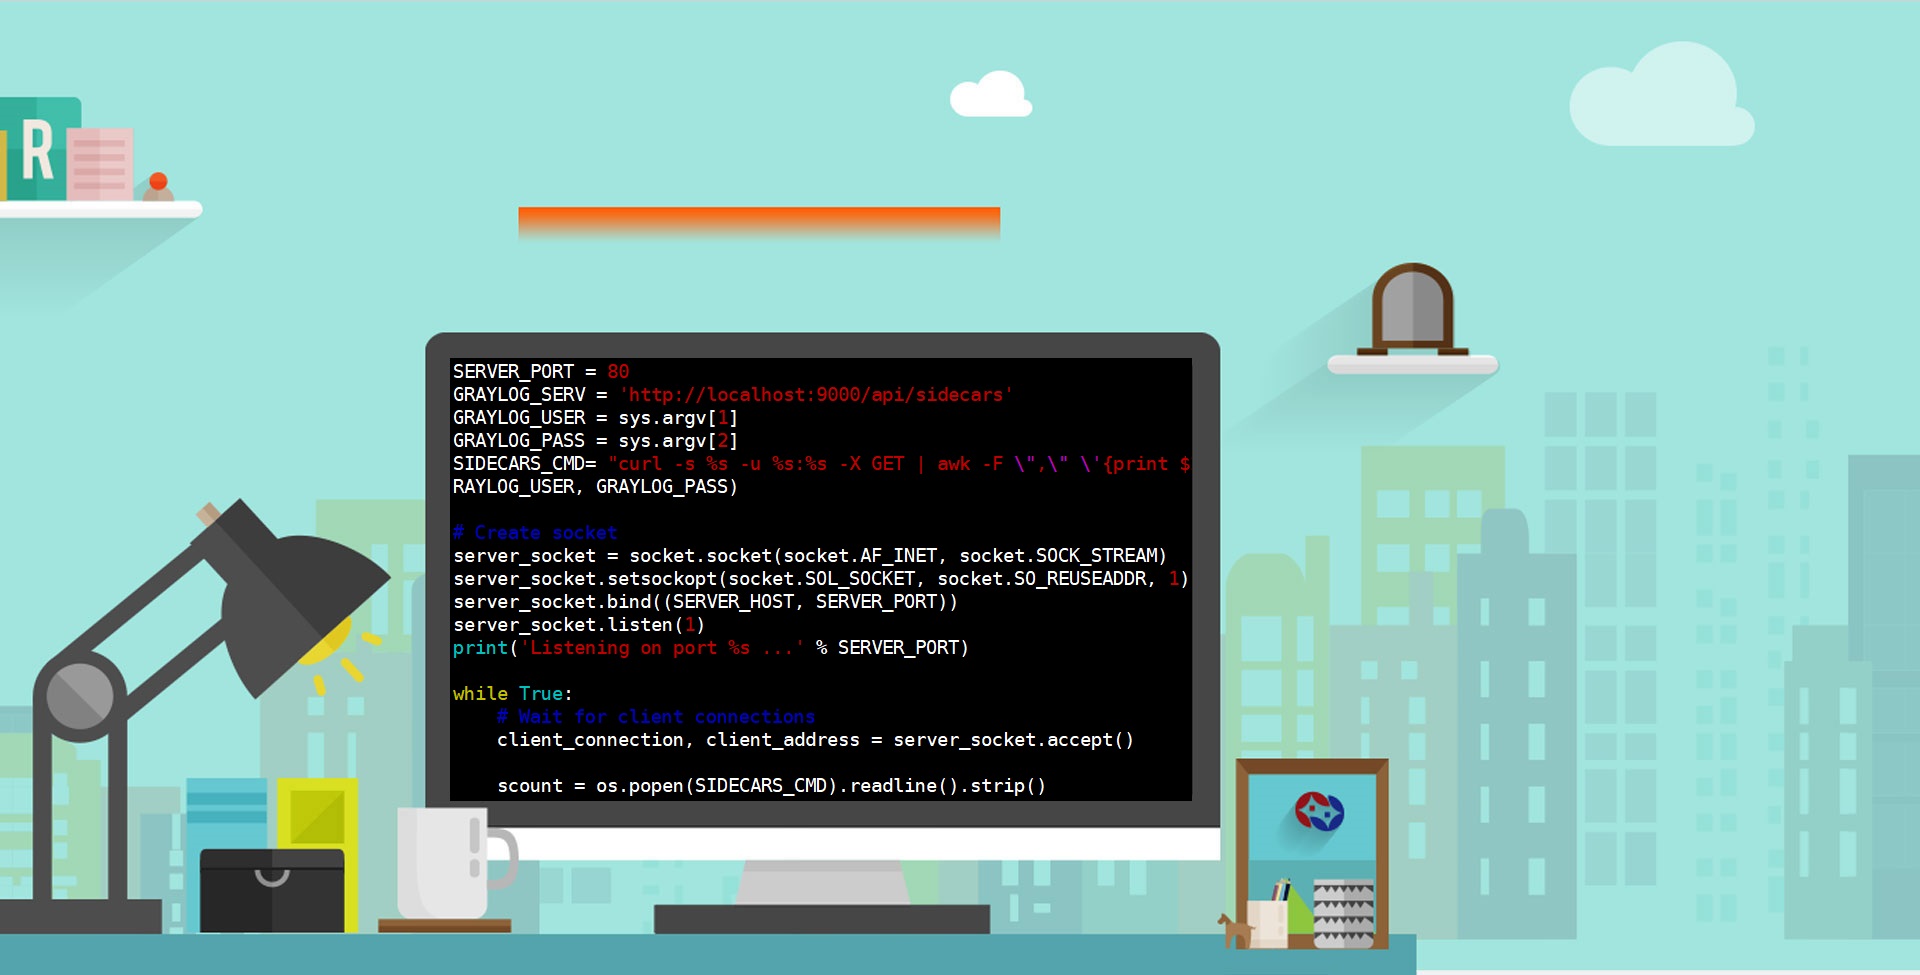 R
SERVER_PORT = 80
GRAYLOG_SERV = 'http://localhost:9000/api/sidecars'
GRAYLOG_USER = sys.argv[1]
GRAYLOG_PASS = sys.argv[2]
SIDECARS_CMD= "curl -s %s -u %s:%s -X GET | awk -F \",\" \'{print $
RAYLOG_USER, GRAYLOG_PASS)
# Create socket
server_socket = socket.socket(socket.AF_INET, socket.SOCK_STREAM)
server_socket.setsockopt(socket.SOL_SOCKET, socket.SO_REUSEADDR, 1)
server_socket.bind((SERVER_HOST, SERVER_PORT))
server_socket.listen(1)
print('Listening on port %s ...' % SERVER_PORT)
while True:
    # Wait for client connections
    client_connection, client_address = server_socket.accept()
    scount = os.popen(SIDECARS_CMD).readline().strip()